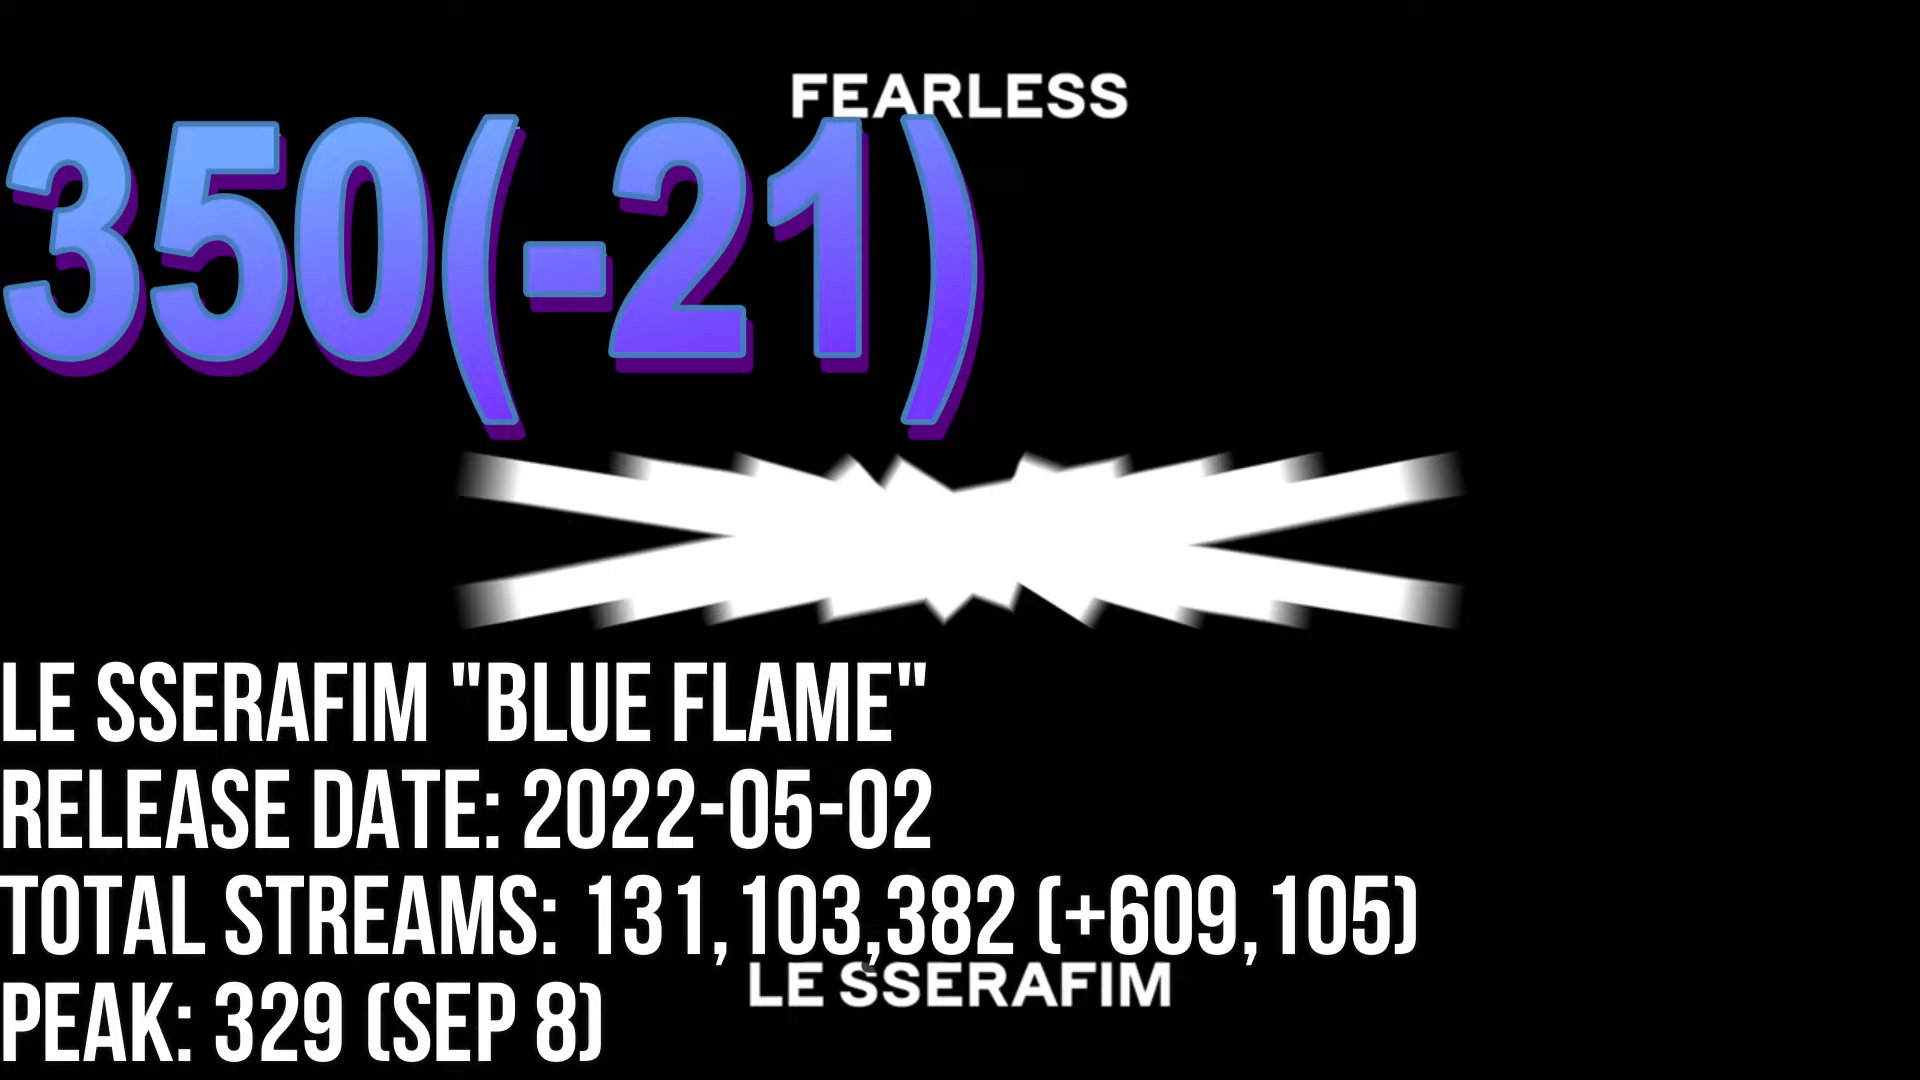 FEARLESS
350(-21)
LE SSERAFIM "BLUE FLAME"
RELEASE DATE: 2022-05-02
TOTAL STREAMS: 131,103,382 (+609,105)
LE SSERAFIM
PEAK: 329 (SEP 8)